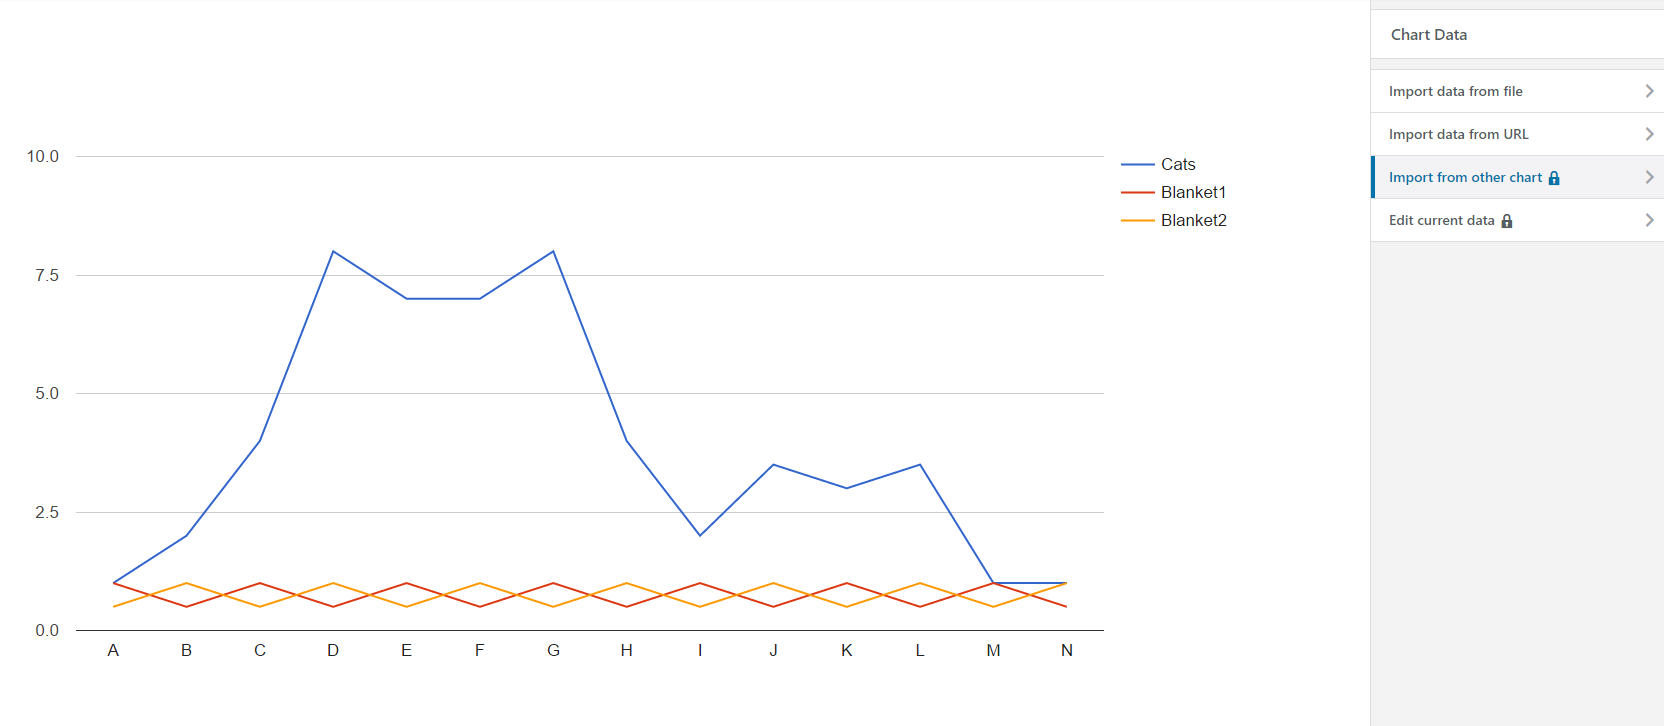 10.0
7.5
5.0
2.5
0.0
A B C D E F G H I J K L M N
Cats
Blanket1
Blanket2
Chart Data
Import data from file
Import data from URL
Import from other chart
Edit current data